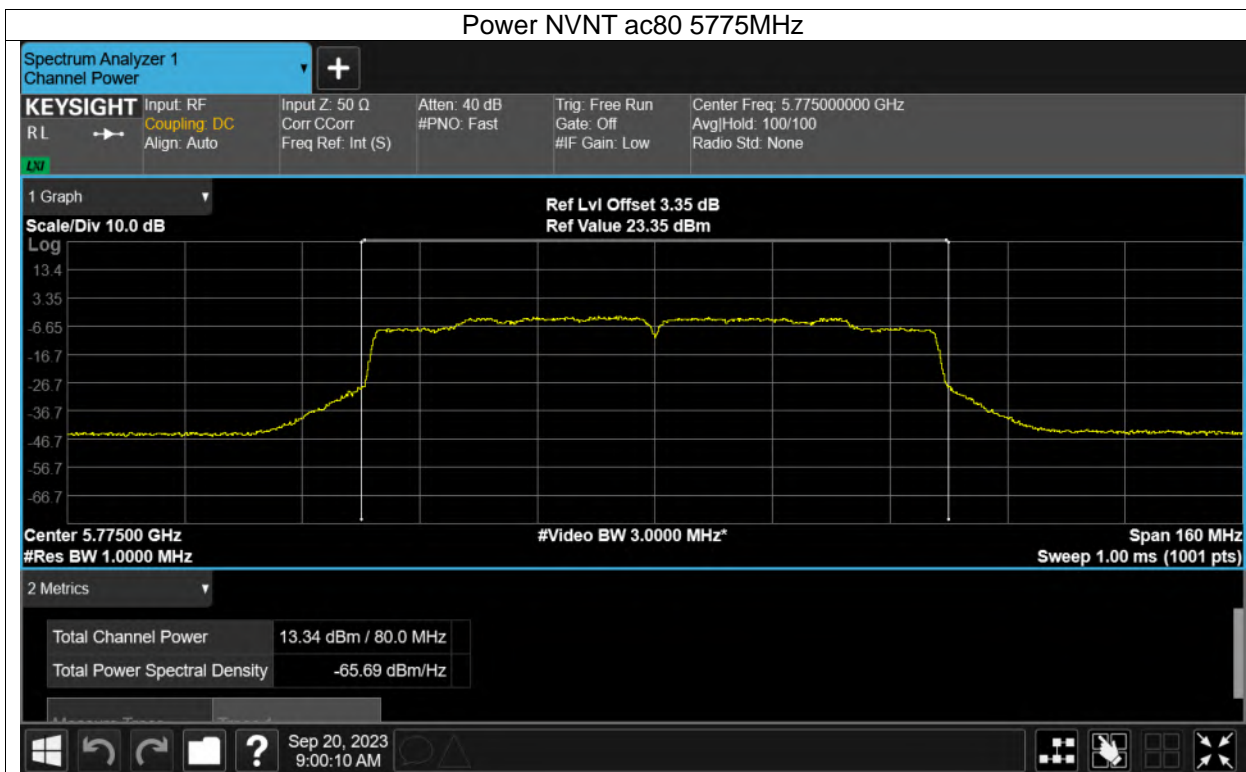 Power NVNT ac80 5775MHz
Spectrum Analyzer 1
Channel Power
+
KEYSIGHT
RL
LXI
Input: RF
Coupling: DC
Align: Auto
Input Z: 50 Ω
Corr CCorr
Freq Ref: Int (S)
Atten: 40 dB
#PNO: Fast
Trig: Free Run
Gate: Off
#IF Gain: Low
Center Freq: 5.775000000 GHz
Avg|Hold: 100/100
Radio Std: None
1 Graph
Scale/Div 10.0 dB
Ref Lvl Offset 3.35 dB
Ref Value 23.35 dBm
Log
13.4
3.35
-6.65
-16.7
-26.7
-36.7
-46.7
-56.7
-66.7
Center 5.77500 GHz
#Video BW 3.0000 MHz*
Span 160 MHz
#Res BW 1.0000 MHz
Sweep 1.00 ms (1001 pts)
2 Metrics
Total Channel Power 13.34 dBm / 80.0 MHz
Total Power Spectral Density -65.69 dBm/Hz
?
Sep 20, 2023
9:00:10 AM